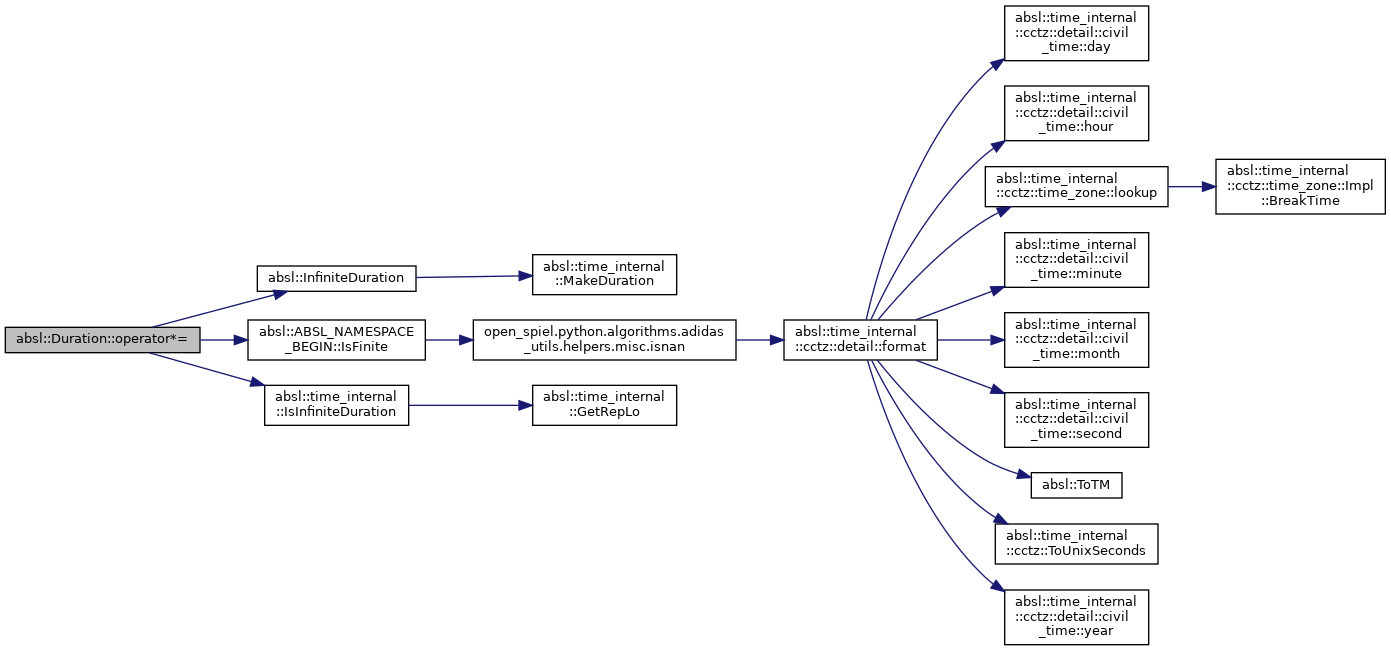 absl::Duration::operator*=
absl::InfiniteDuration
absl::ABSL_NAMESPACE
_BEGIN::IsFinite
absl::time_internal
::IsInfiniteDuration
absl::time_internal
::MakeDuration
open_spiel.python.algorithms.adidas
_utils.helpers.misc.isnan
absl::time_internal
::GetRepLo
absl::time_internal
::cctz::detail::format
absl::time_internal
::cctz::detail::civil
_time::day
absl::time_internal
::cctz::detail::civil
_time::hour
absl::time_internal
::cctz::time_zone::lookup
absl::time_internal
::cctz::detail::civil
_time::minute
absl::time_internal
::cctz::detail::civil
_time::month
absl::time_internal
::cctz::detail::civil
_time::second
absl::ToTM
absl::time_internal
::cctz::ToUnixSeconds
absl::time_internal
::cctz::detail::civil
_time::year
absl::time_internal
::cctz::time_zone::Impl
::BreakTime